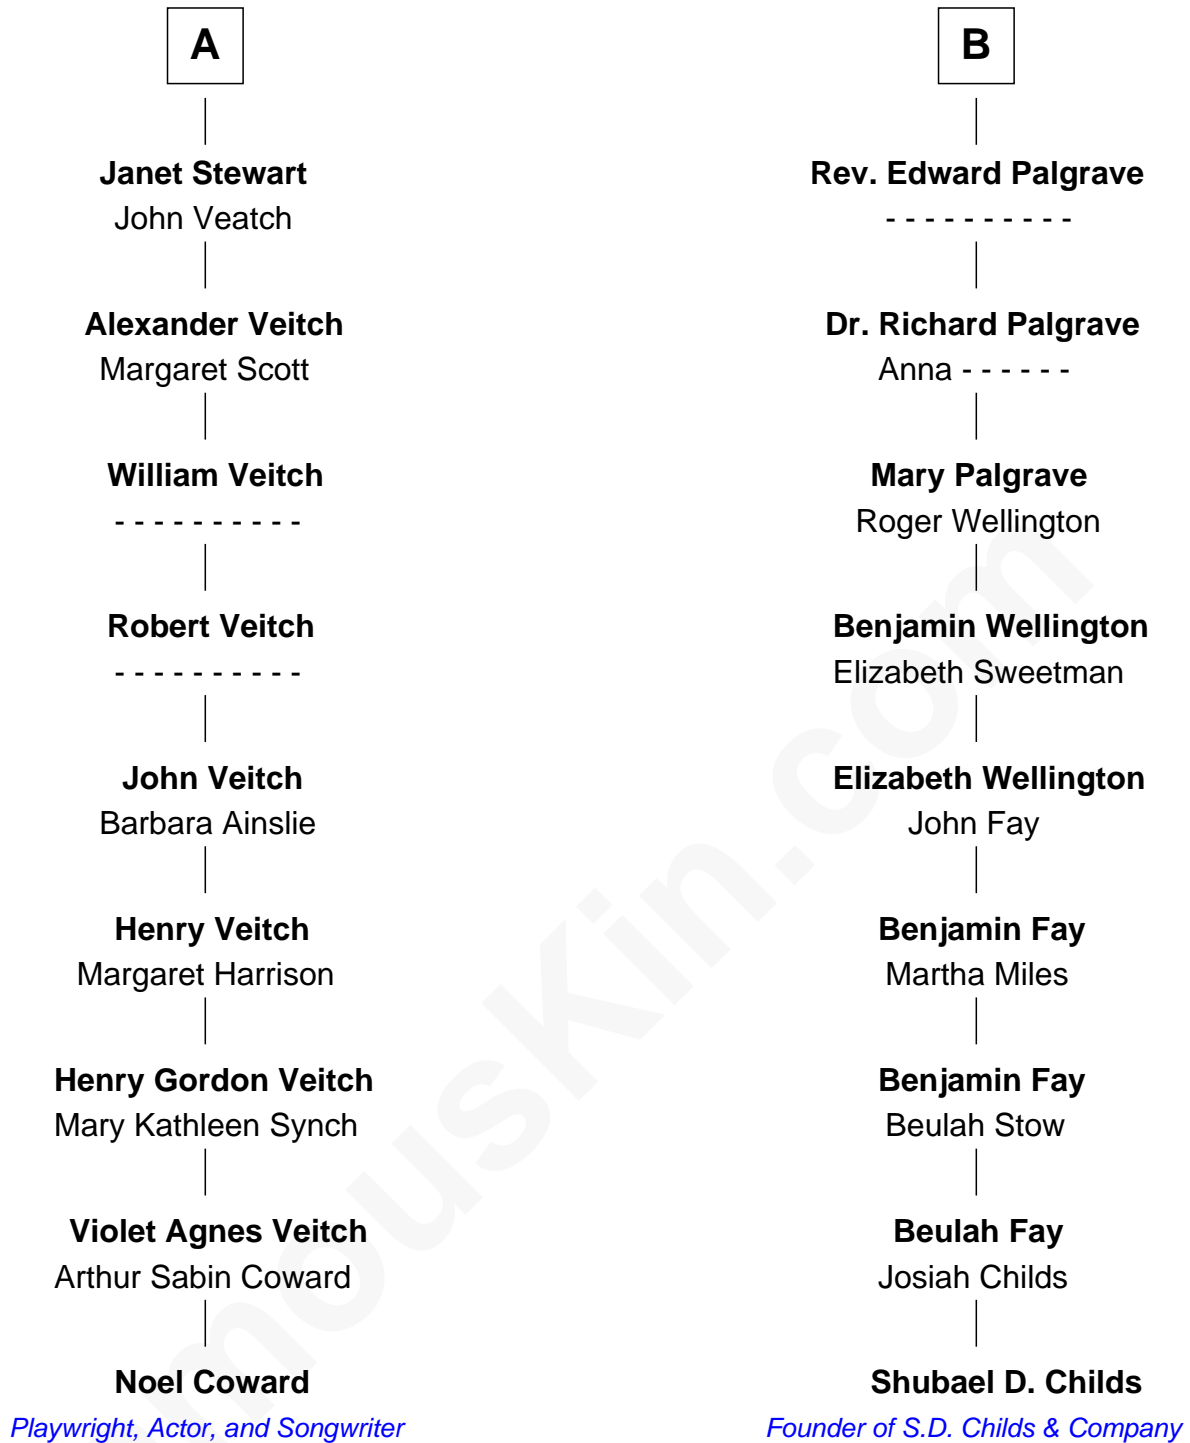 A
Janet Stewart
John Veatch
Alexander Veitch
Margaret Scott
William Veitch
- - - - - - - - - -
Robert Veitch
- - - - - - - - - -
John Veitch
Barbara Ainslie
Henry Veitch
Margaret Harrison
Henry Gordon Veitch
Mary Kathleen Synch
Violet Agnes Veitch
Arthur Sabin Coward
Noel Coward
Playwright, Actor, and Songwriter
B
Rev. Edward Palgrave
- - - - - - - - - -
Dr. Richard Palgrave
Anna - - - - - -
Mary Palgrave
Roger Wellington
Benjamin Wellington
Elizabeth Sweetman
Elizabeth Wellington
John Fay
Benjamin Fay
Martha Miles
Benjamin Fay
Beulah Stow
Beulah Fay
Josiah Childs
Shubael D. Childs
Founder of S.D. Childs & Company
mousKin.com